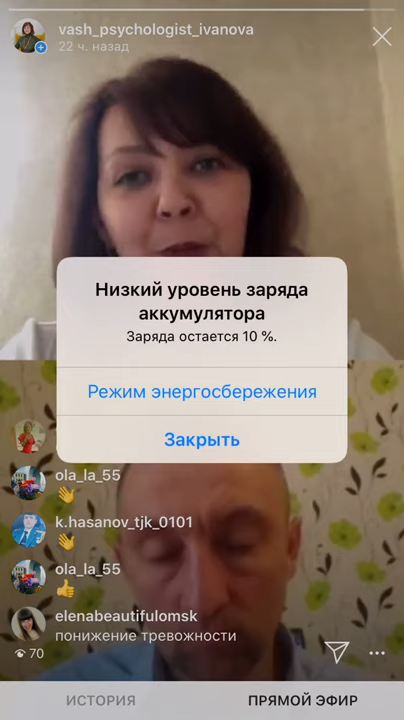 vash_psychologist_ivanova
22 ч. назад
Низкий уровень заряда
аккумулятора
Заряда остается 10 %.
Режим энергосбережения
Закрыть
ola_la_55
👋
k.hasanov_tjk_0101
👋
ola_la_55
👍
elenabeautifulomsk
понижение тревожности
70
ИСТОРИЯ
ПРЯМОЙ ЭФИР